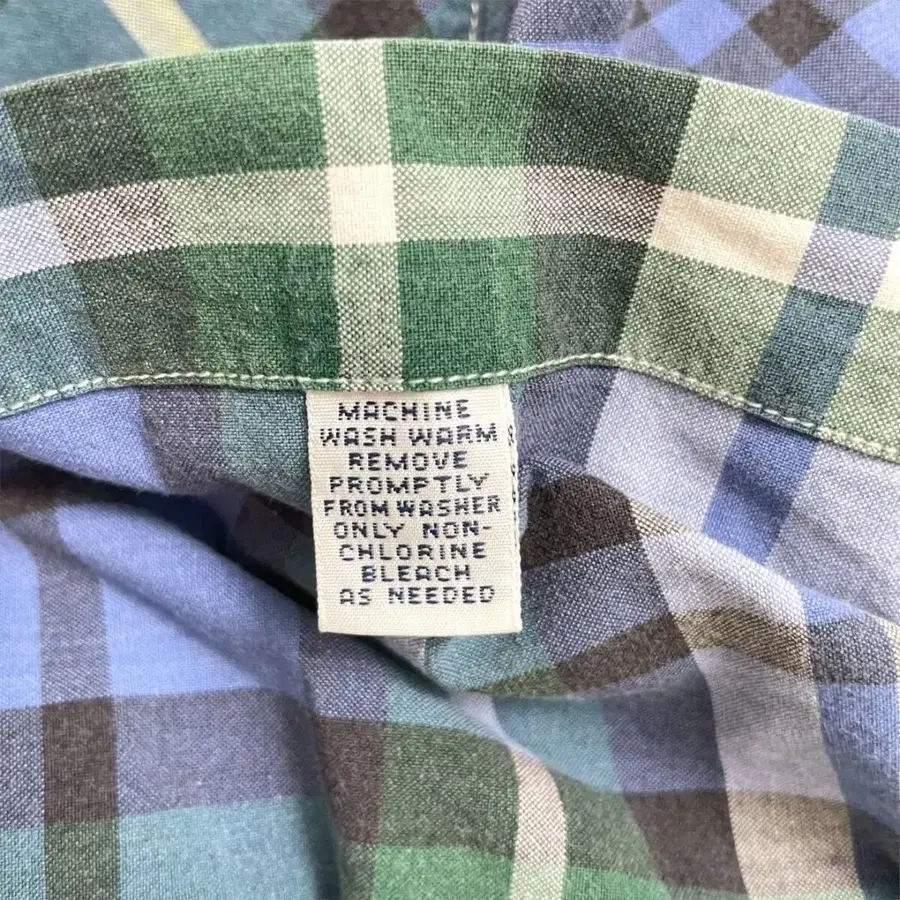 MACHINE
WASH WARM
REMOVE
PROMPTLY
FROM WASHER
ONLY NON-
CHLORINE
BLEACH
AS NEEDED